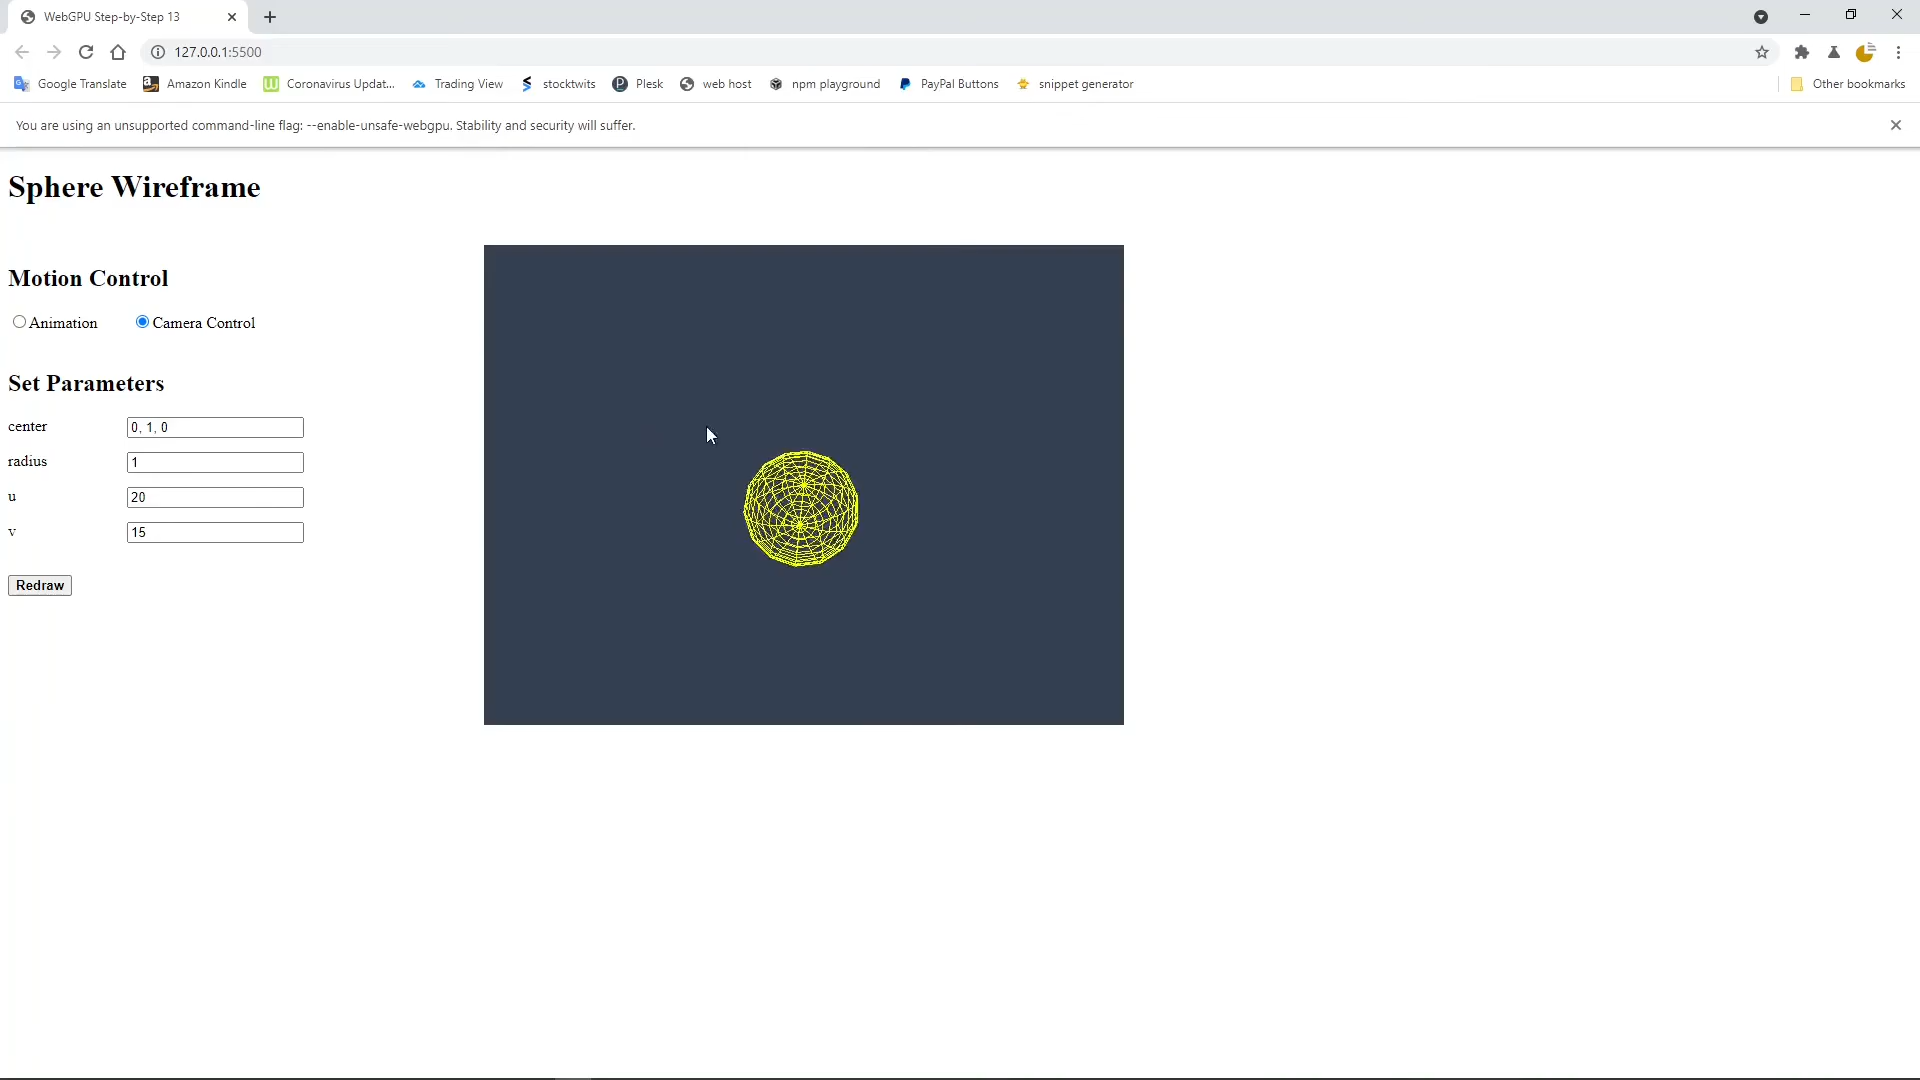 WebGPU Step-by-Step 13
127.0.0.1:5500
Google Translate Amazon Kindle Coronavirus Updat... Trading View stocktwits Plesk web host npm playground PayPal Buttons snippet generator Other bookmarks
You are using an unsupported command-line flag: --enable-unsafe-webgpu. Stability and security will suffer.
Sphere Wireframe
Motion Control
Animation Camera Control
Set Parameters
center 0, 1, 0
radius 1
u 20
v 15
Redraw